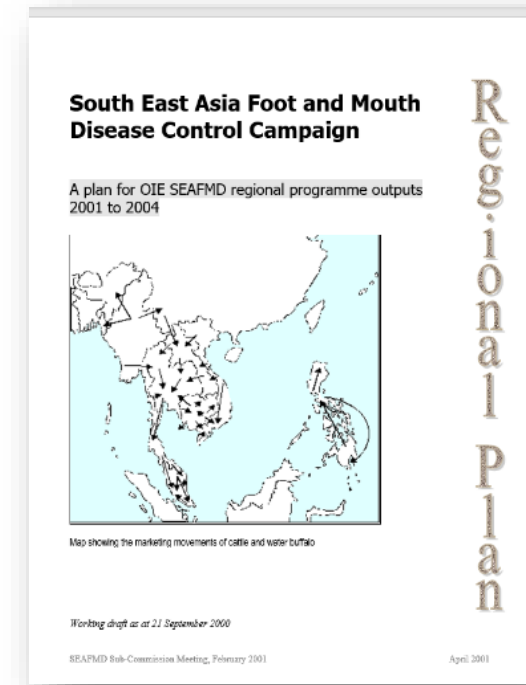 South East Asia Foot and Mouth
Disease Control Campaign
A plan for OIE SEAFMD regional programme outputs
2001 to 2004
Map showing the marketing movements of cattle and water buffalo
Working draft as at 21 September 2000
SEAFMD Sub-Commission Meeting, February 2001
April 2001
Regional Plan